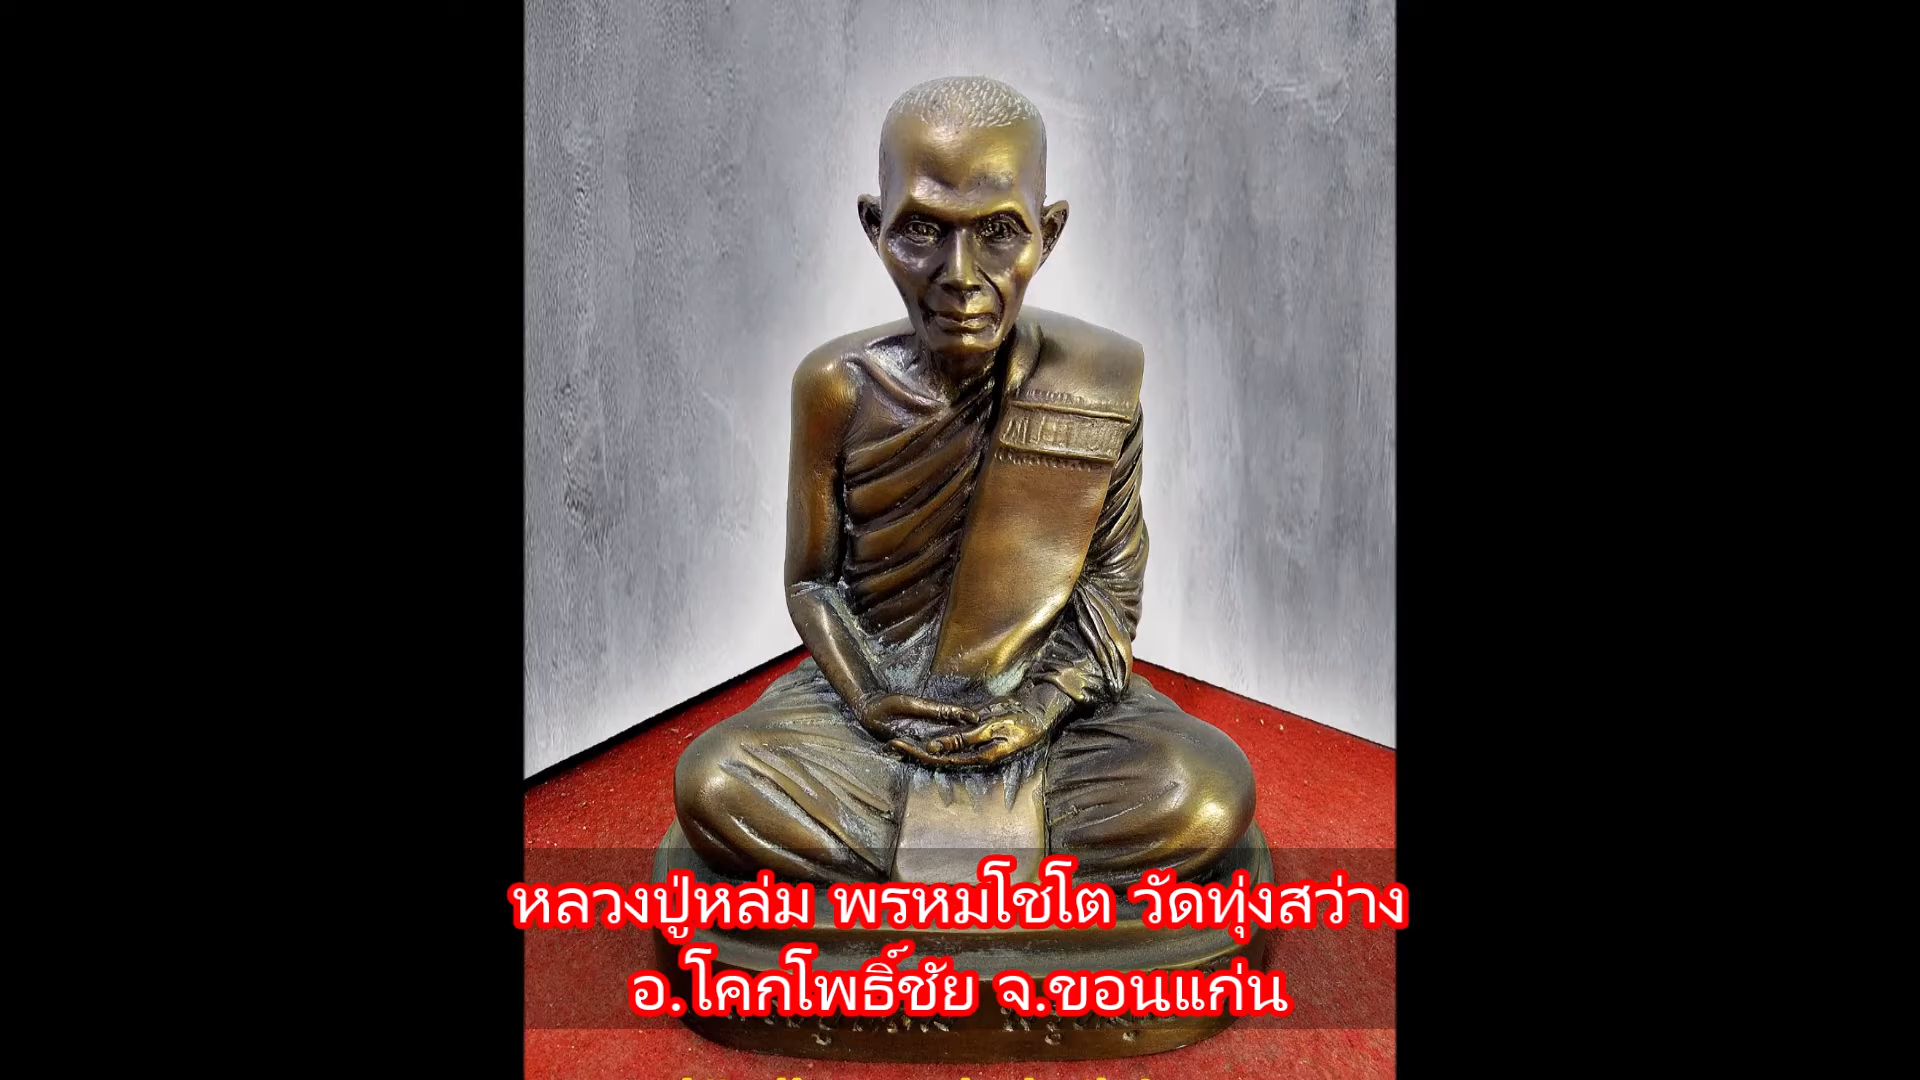 หลวงปู่หล่ม พรหมโชโต วัดทุ่งสว่าง
อ.โคกโพธิ์ชัย จ.ขอนแก่น